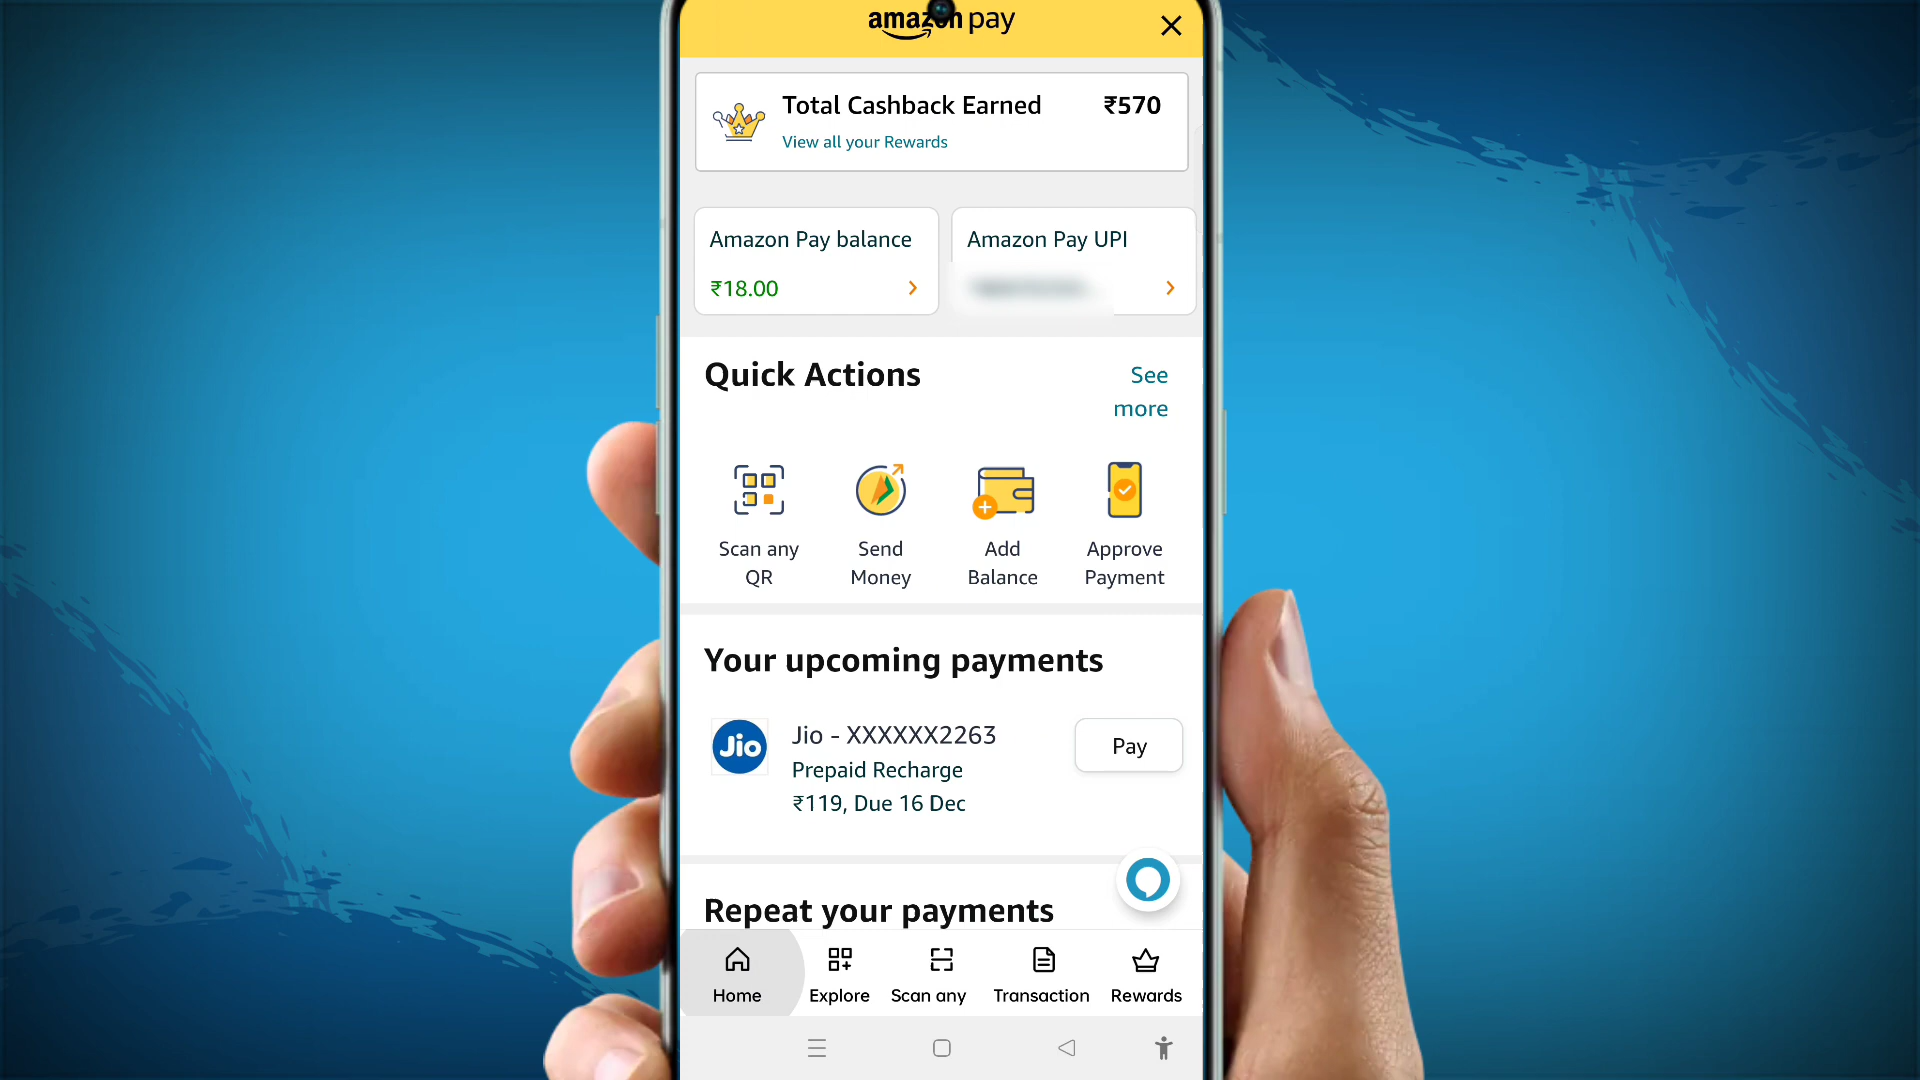 amazon pay
Total Cashback Earned ₹570
View all your Rewards
Amazon Pay balance
₹18.00
Amazon Pay UPI
Quick Actions
See
more
Scan any
QR
Send
Money
Add
Balance
Approve
Payment
Your upcoming payments
Jio
Jio - XXXXXX2263
Prepaid Recharge
₹119, Due 16 Dec
Pay
Repeat your payments
Home
Explore
Scan any
Transaction
Rewards